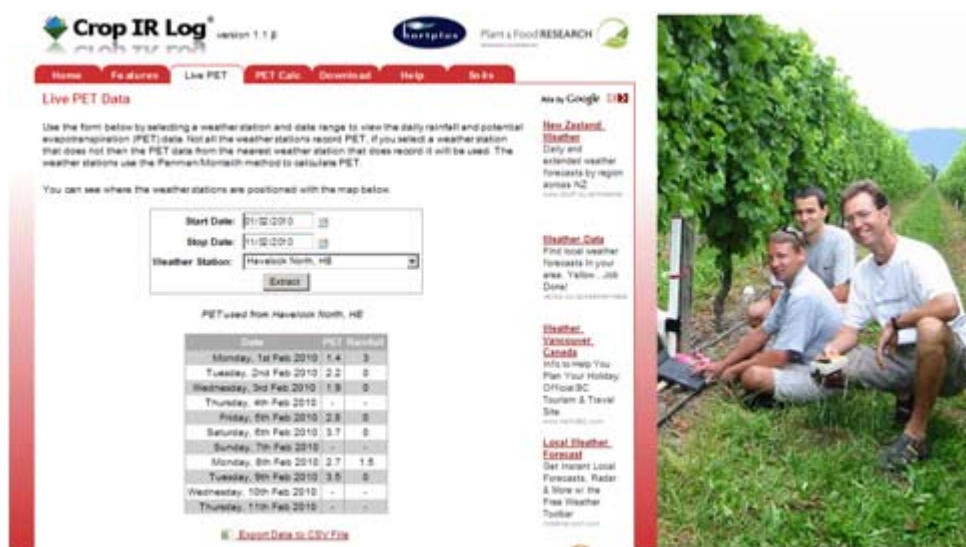 Crop IR Log® version 1.1 β
hortplus
Plant & Food RESEARCH
Home Features Live PET PET Calc Download Help Soils
Live PET Data
Use the form below by selecting a weather station and date range to view the daily rainfall and potential
evapotranspiration (PET) data. Not all the weather stations record PET, if you select a weather station
that does not then the PET data from the nearest weather station that does record it will be used. The
weather stations use the Penman/Monteith method to calculate PET.
You can see where the weather stations are positioned with the map below.
Start Date: 01/02/2010
Stop Date: 11/02/2010
Weather Station: Havelock North, HB
Extract
PET used from Havelock North, HB
Date PET Rainfall
Monday, 1st Feb 2010 1.4 3
Tuesday, 2nd Feb 2010 2.2 0
Wednesday, 3rd Feb 2010 1.9 0
Thursday, 4th Feb 2010 - -
Friday, 5th Feb 2010 2.8 0
Saturday, 6th Feb 2010 3.7 0
Sunday, 7th Feb 2010 - -
Monday, 8th Feb 2010 2.7 1.5
Tuesday, 9th Feb 2010 3.5 0
Wednesday, 10th Feb 2010 - -
Thursday, 11th Feb 2010 - -
Export Data to CSV File
Ads by Google
New Zealand
Weather
Daily and
extended weather
forecasts by region
across NZ
Weather Data
Find local weather
forecasts in your
area. Yellow... Job
Done!
Weather
Vancouver
Canada
Info to Help You
Plan Your Holiday
Official BC
Tourism & Travel
Site
Local Weather
Forecast
Get Instant Local
Forecasts, Radar
& More w/ the
Free Weather
Toolbar